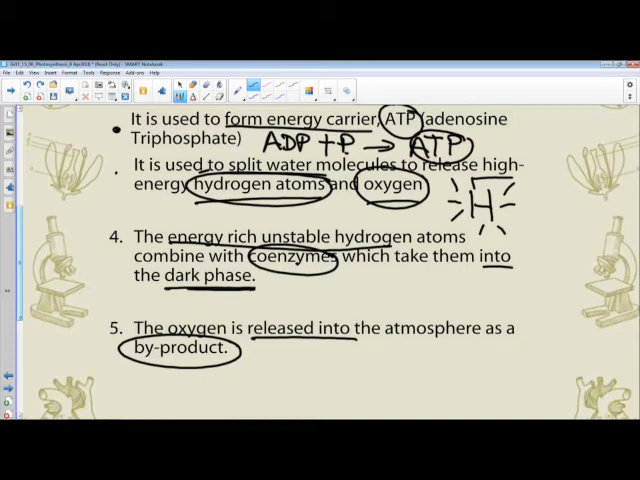 File Edit View Insert Format Tools Response Add-ons Help
It is used to form energy carrier, ATP (adenosine
Triphosphate) ADP + P → ATP
It is used to split water molecules to release high-
energy hydrogen atoms and oxygen
H
4. The energy rich unstable hydrogen atoms
combine with coenzymes which take them into
the dark phase.
5. The oxygen is released into the atmosphere as a
by-product.